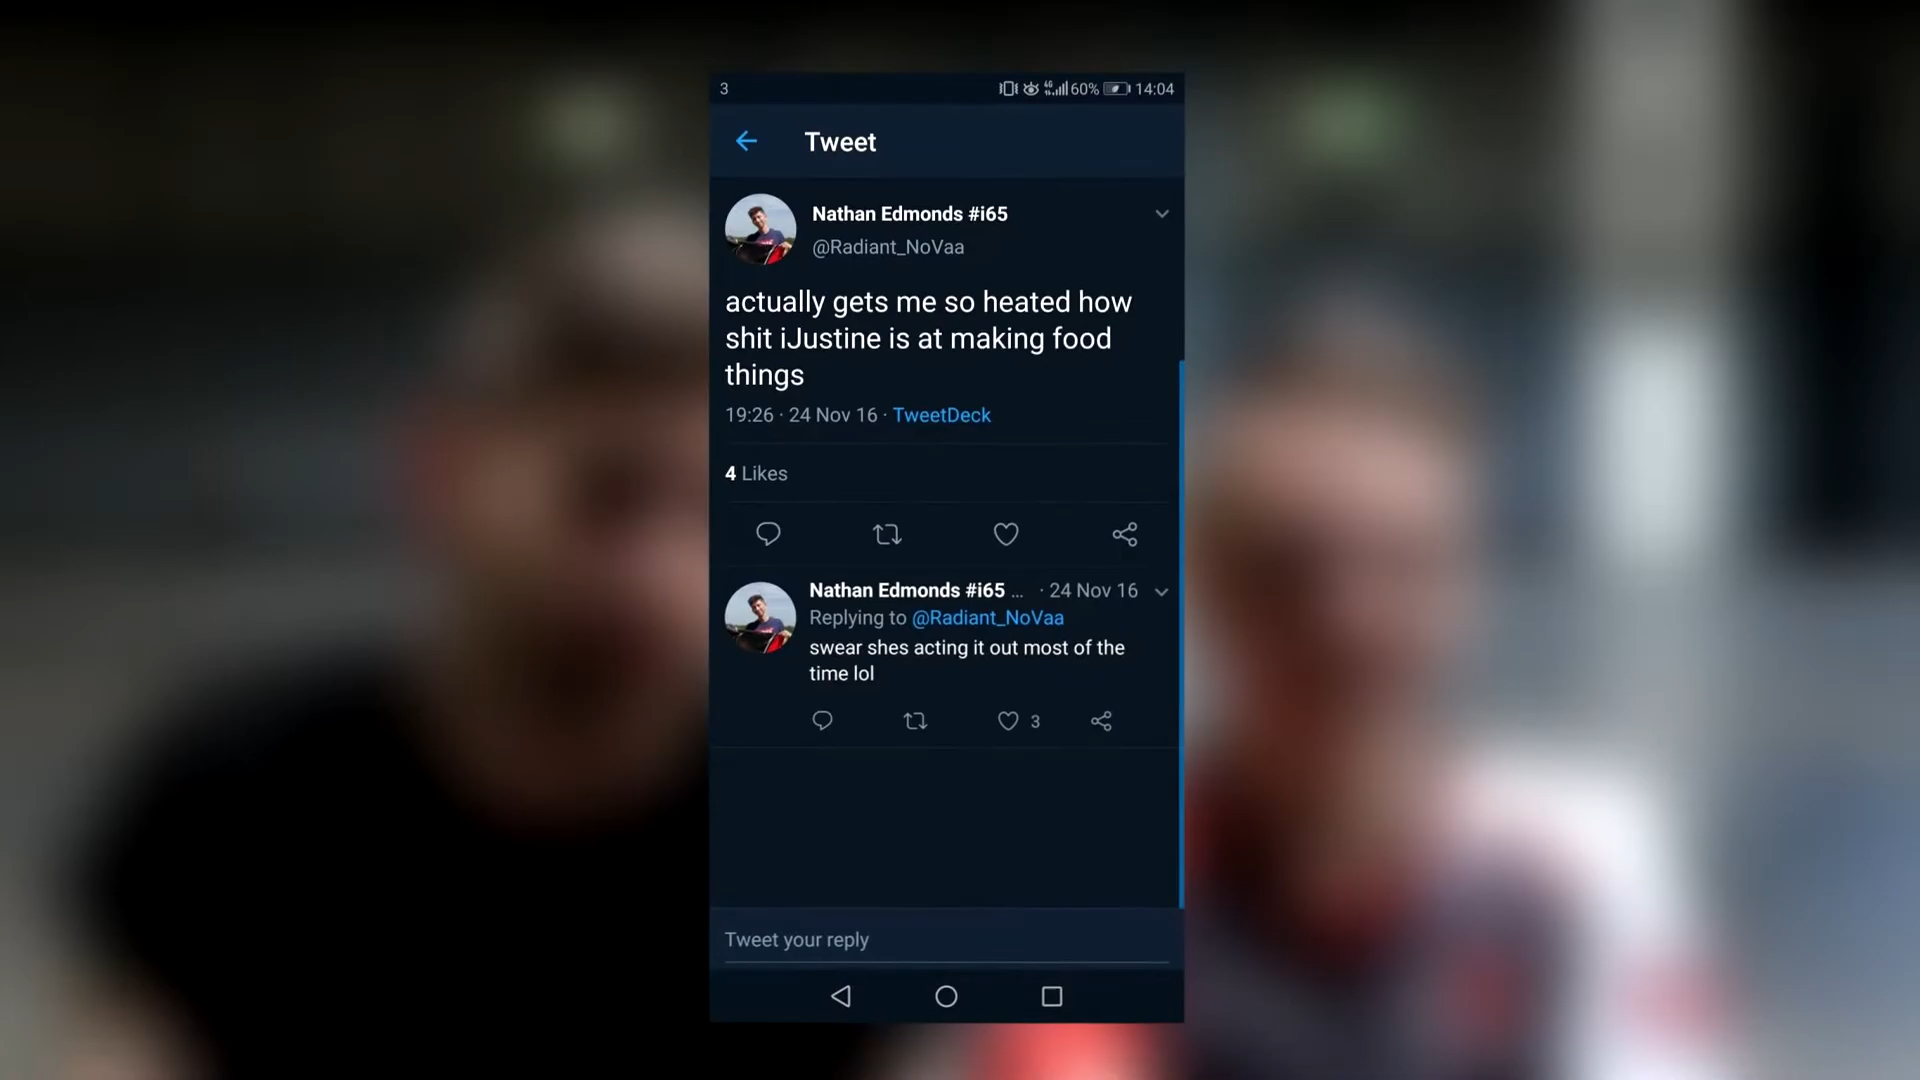 3
4G 60% 14:04
Tweet
Nathan Edmonds #i65
@Radiant_NoVaa
actually gets me so heated how
shit iJustine is at making food
things
19:26 · 24 Nov 16 · TweetDeck
4 Likes
Nathan Edmonds #i65 ... · 24 Nov 16
Replying to @Radiant_NoVaa
swear shes acting it out most of the
time lol
3
Tweet your reply